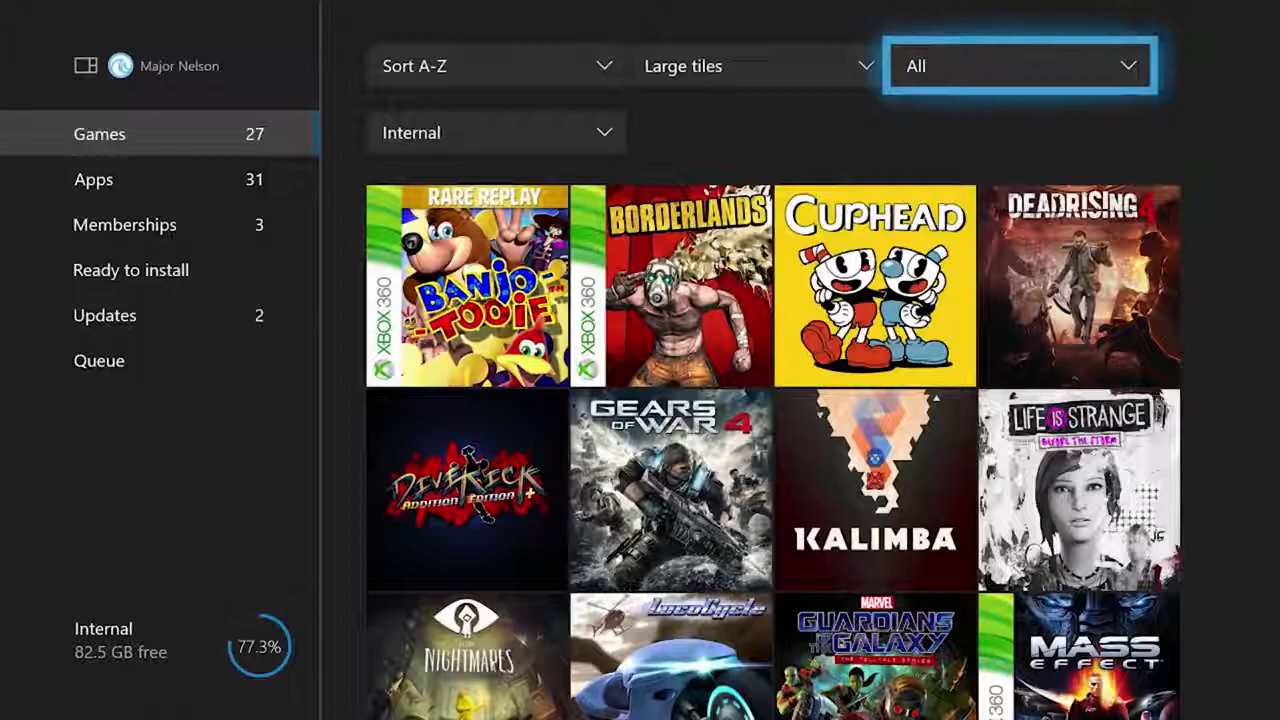 Major Nelson
Games 27
Apps 31
Memberships 3
Ready to install
Updates 2
Queue
Internal
82.5 GB free
77.3%
Sort A-Z
Large tiles
All
Internal
XBOX 360
RARE REPLAY
BANJO-
-TOOIE™
XBOX 360
BORDERLANDS
CUPHEAD
DEADRISING 4
DIVEKICK
ADDITION EDITION +
GEARS
OF WAR 4
KALIMBA
LIFE IS STRANGE
BEFORE THE STORM
NIGHTMARES
LocoCycle
MARVEL
GUARDIANS
OF THE GALAXY
THE TELLTALE SERIES
360
MASS
EFFECT